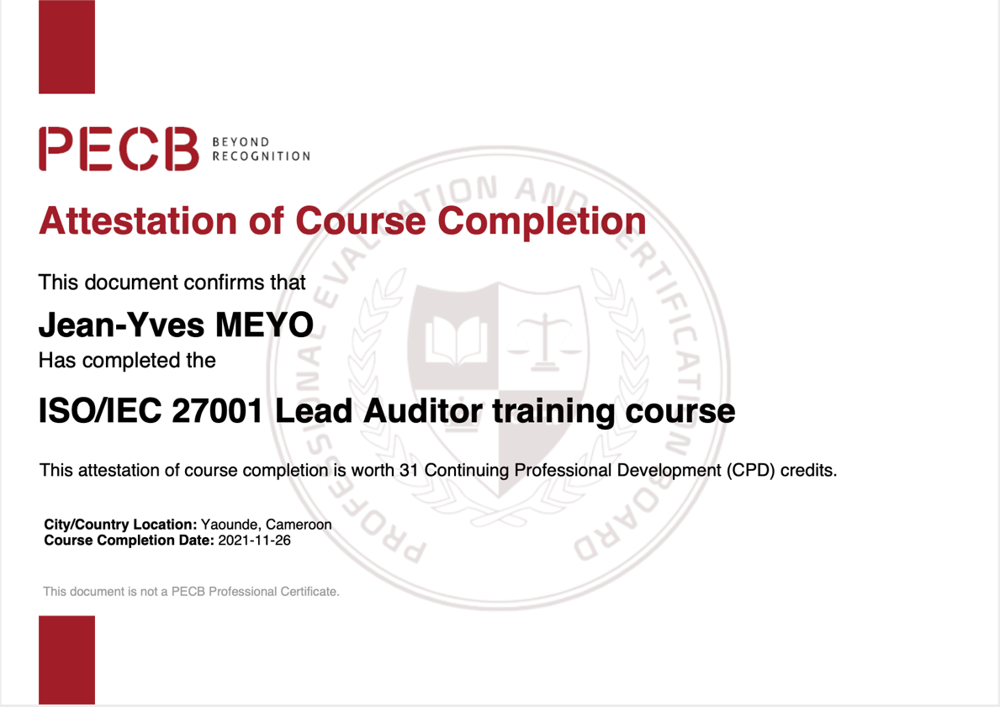 PECB BEYOND
RECOGNITION
Attestation of Course Completion
This document confirms that
Jean-Yves MEYO
Has completed the
ISO/IEC 27001 Lead Auditor training course
This attestation of course completion is worth 31 Continuing Professional Development (CPD) credits.
City/Country Location: Yaounde, Cameroon
Course Completion Date: 2021-11-26
This document is not a PECB Professional Certificate.
PROFESSIONAL EVALUATION AND CERTIFICATION BOARD